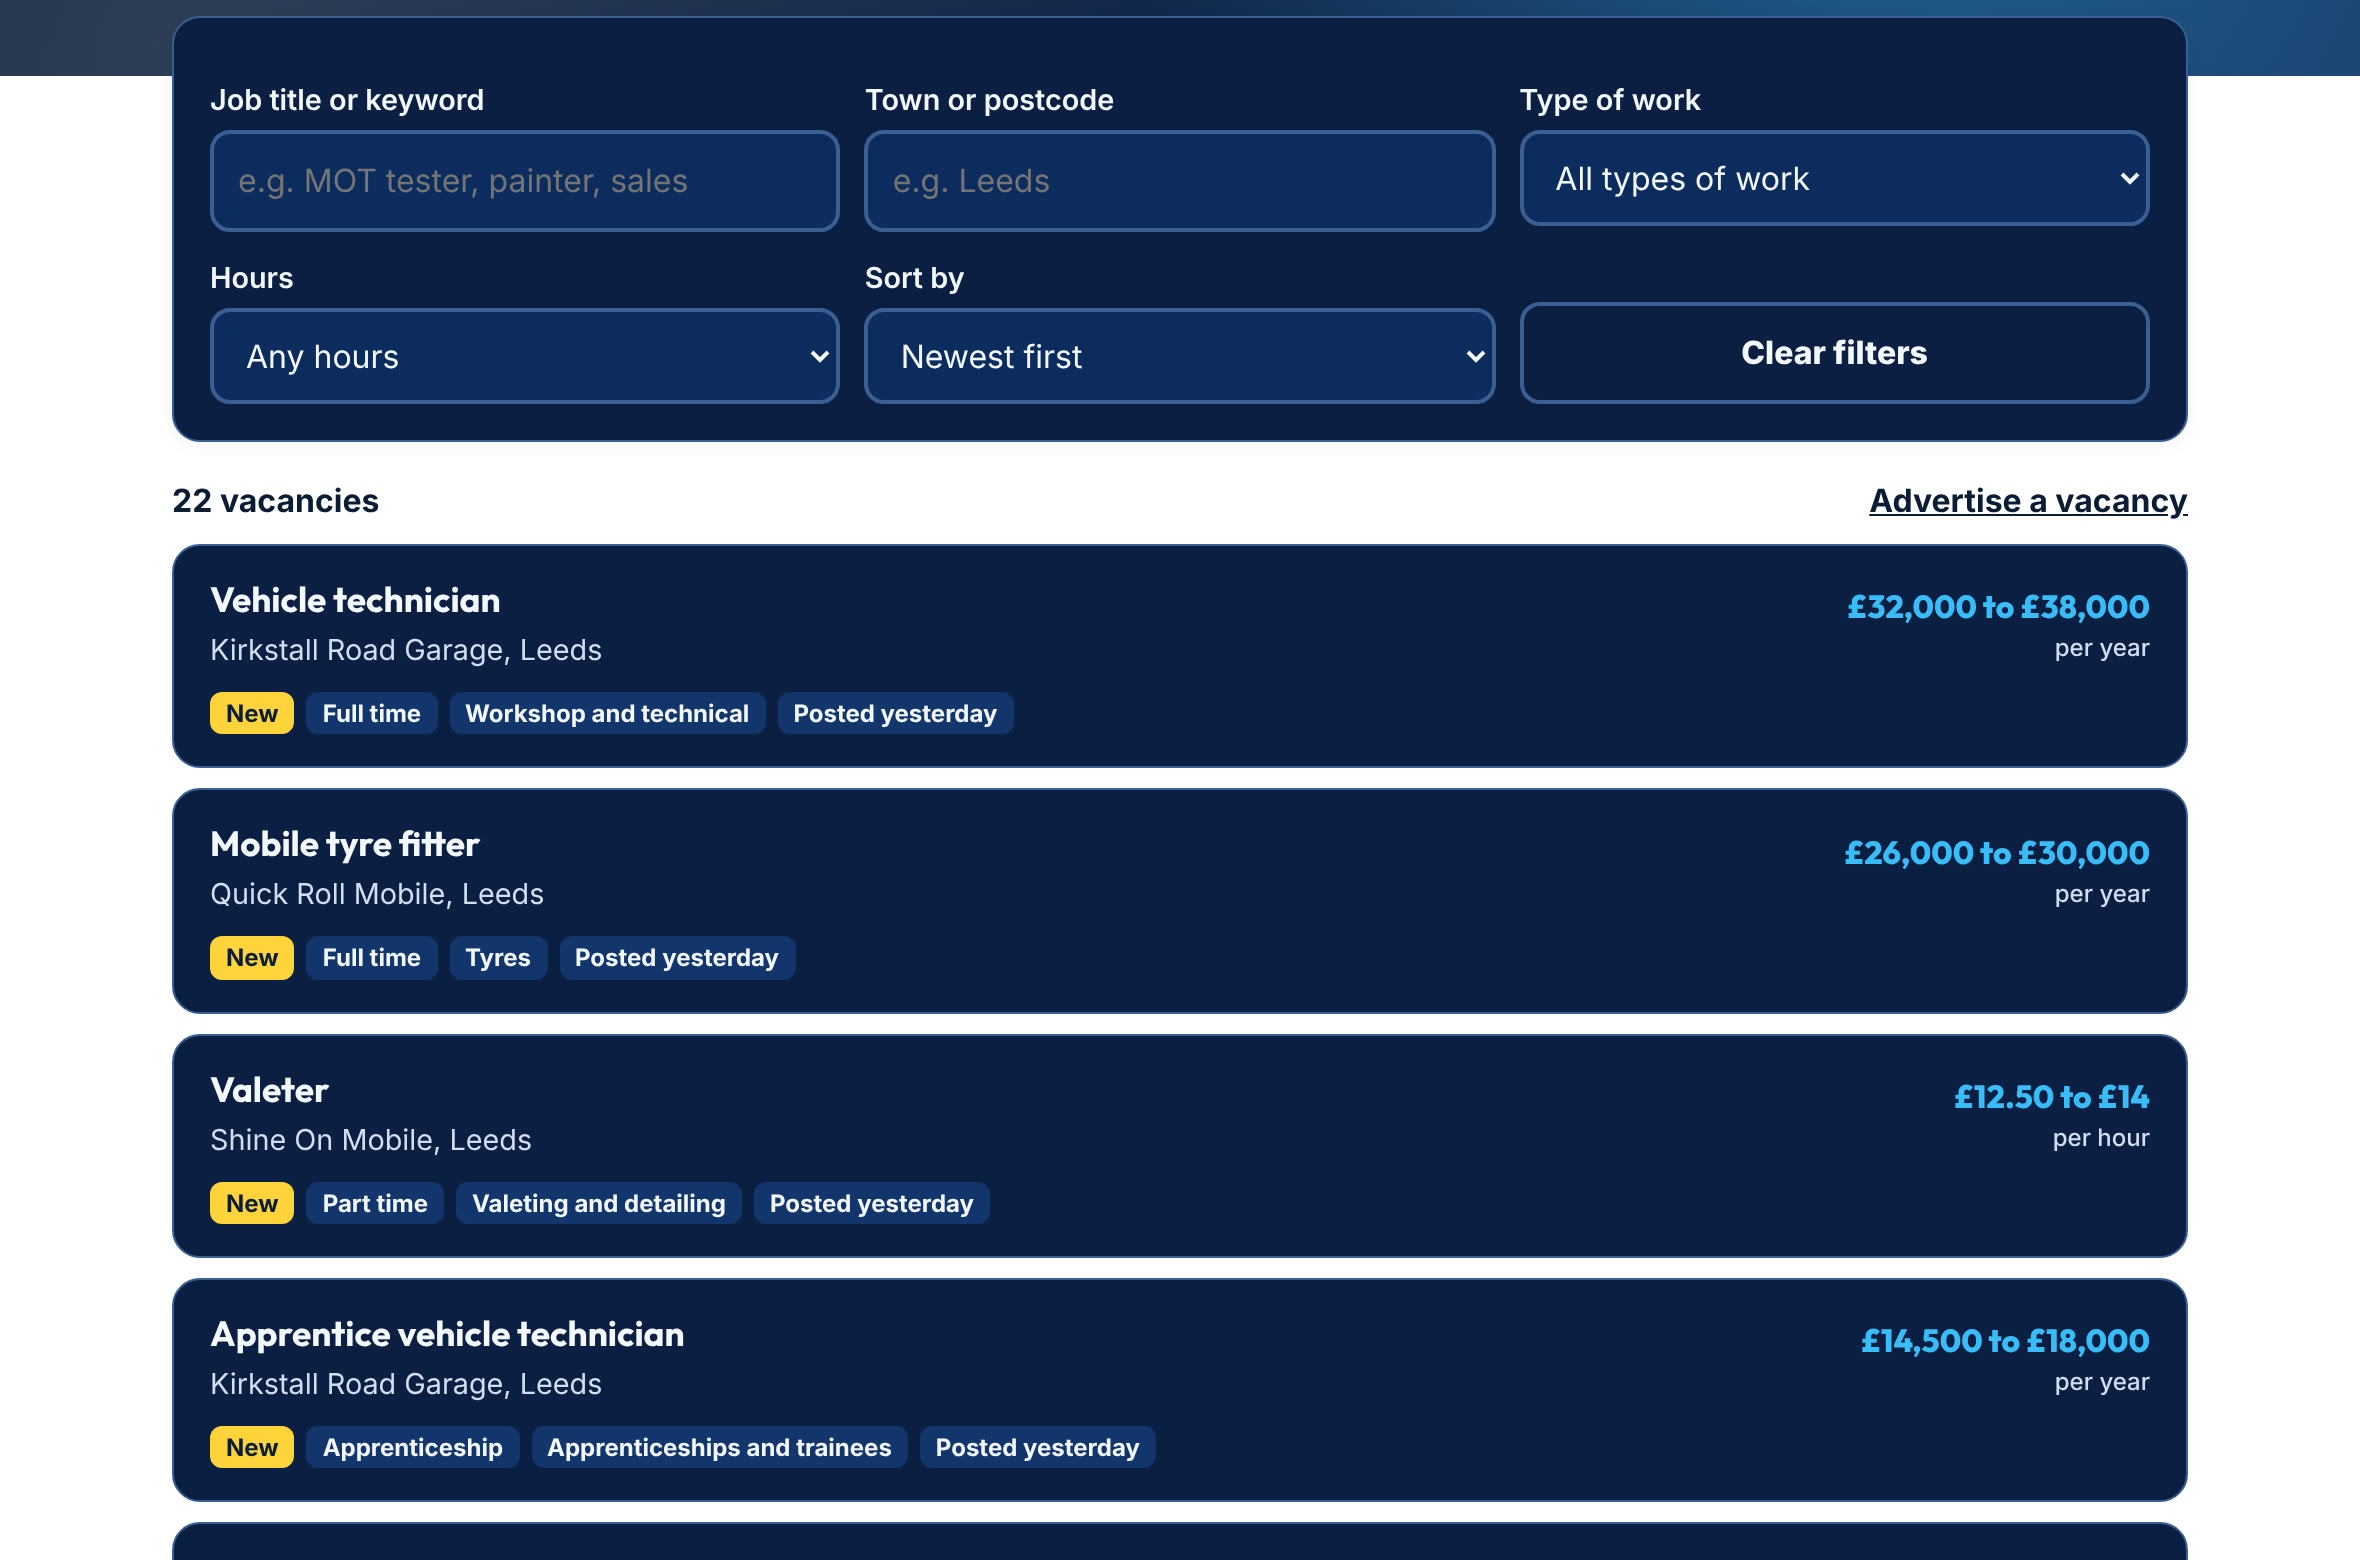 Job title or keyword
Town or postcode
Type of work
e.g. MOT tester, painter, sales
e.g. Leeds
All types of work
Hours
Sort by
Any hours
Newest first
Clear filters
22 vacancies
Advertise a vacancy
Vehicle technician
£32,000 to £38,000
Kirkstall Road Garage, Leeds
per year
New
Full time
Workshop and technical
Posted yesterday
Mobile tyre fitter
£26,000 to £30,000
Quick Roll Mobile, Leeds
per year
New
Full time
Tyres
Posted yesterday
Valeter
£12.50 to £14
Shine On Mobile, Leeds
per hour
New
Part time
Valeting and detailing
Posted yesterday
Apprentice vehicle technician
£14,500 to £18,000
Kirkstall Road Garage, Leeds
per year
New
Apprenticeship
Apprenticeships and trainees
Posted yesterday